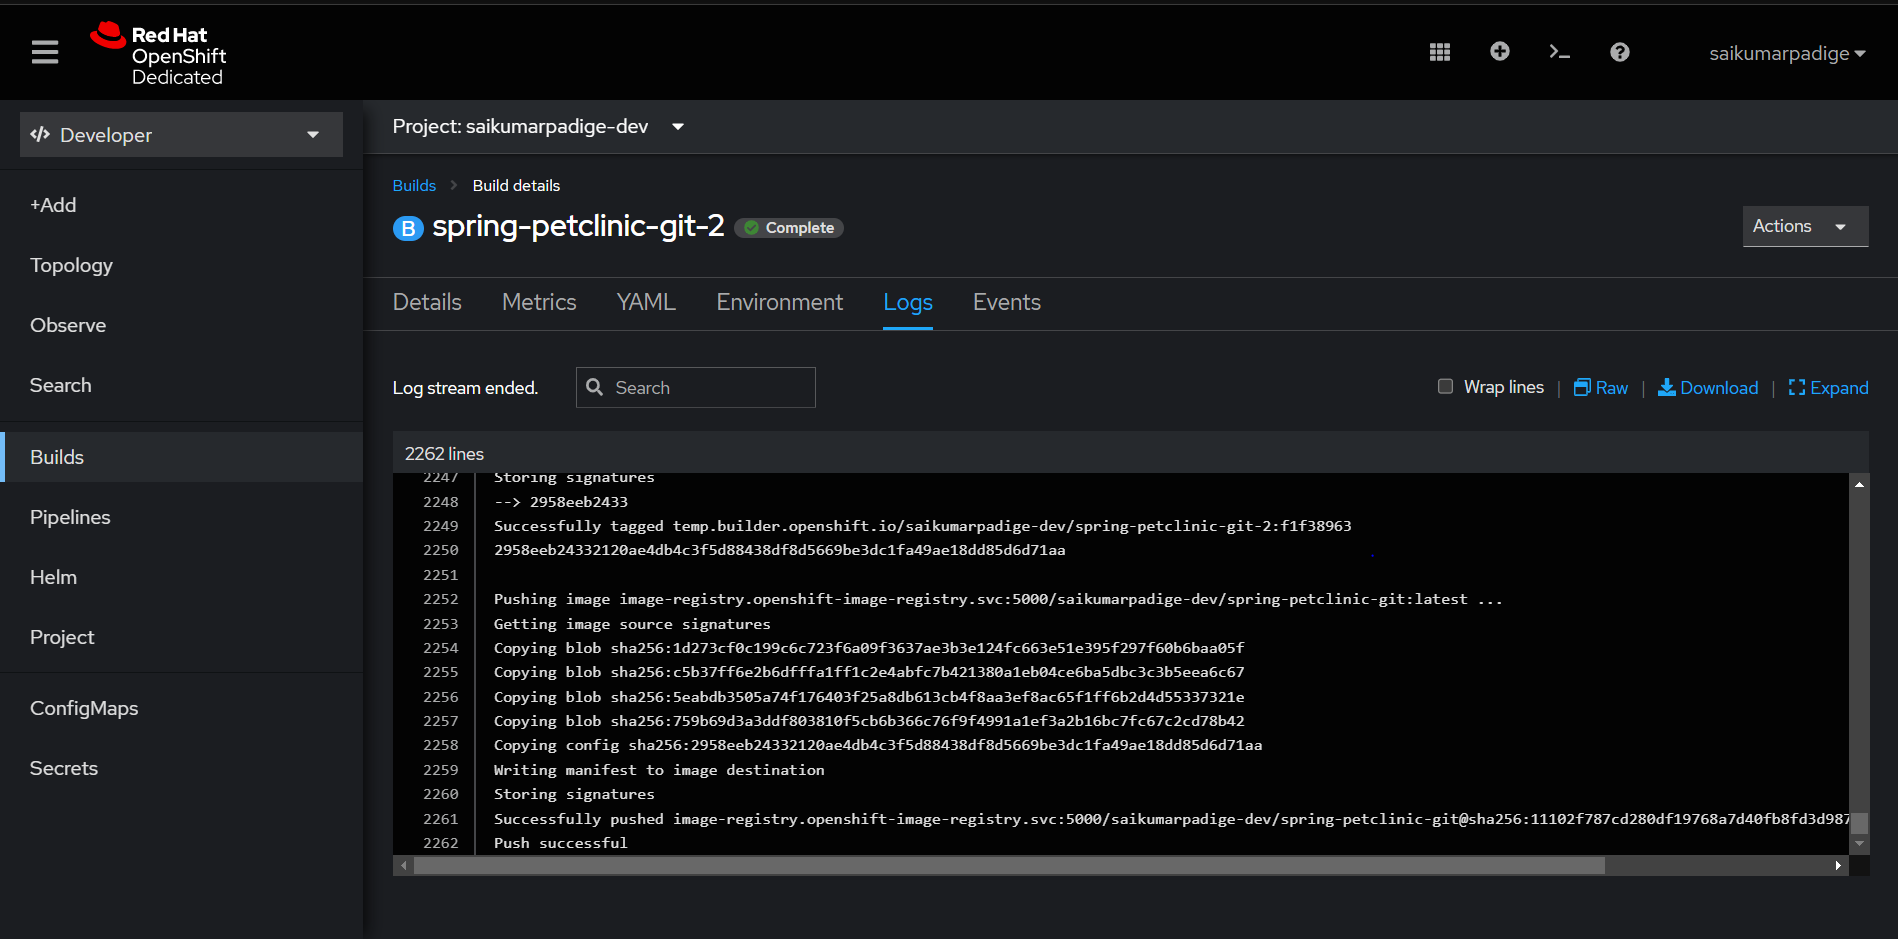 Red Hat
OpenShift
Dedicated
saikumarpadige
Developer
+Add
Topology
Observe
Search
Builds
Pipelines
Helm
Project
ConfigMaps
Secrets
Project: saikumarpadige-dev
Builds > Build details
B spring-petclinic-git-2 Complete
Actions
Details Metrics YAML Environment Logs Events
Log stream ended. Search Wrap lines | Raw | Download | Expand
2262 lines
2247 Storing signatures
2248 --> 2958eeb2433
2249 Successfully tagged temp.builder.openshift.io/saikumarpadige-dev/spring-petclinic-git-2:f1f38963
2250 2958eeb24332120ae4db4c3f5d88438df8d5669be3dc1fa49ae18dd85d6d71aa
2251
2252 Pushing image image-registry.openshift-image-registry.svc:5000/saikumarpadige-dev/spring-petclinic-git:latest ...
2253 Getting image source signatures
2254 Copying blob sha256:1d273cf0c199c6c723f6a09f3637ae3b3e124fc663e51e395f297f60b6baa05f
2255 Copying blob sha256:c5b37ff6e2b6dfffa1ff1c2e4abfc7b421380a1eb04ce6ba5dbc3c3b5eea6c67
2256 Copying blob sha256:5eabdb3505a74f176403f25a8db613cb4f8aa3ef8ac65f1ff6b2d4d55337321e
2257 Copying blob sha256:759b69d3a3ddf803810f5cb6b366c76f9f4991a1ef3a2b16bc7fc67c2cd78b42
2258 Copying config sha256:2958eeb24332120ae4db4c3f5d88438df8d5669be3dc1fa49ae18dd85d6d71aa
2259 Writing manifest to image destination
2260 Storing signatures
2261 Successfully pushed image-registry.openshift-image-registry.svc:5000/saikumarpadige-dev/spring-petclinic-git@sha256:11102f787cd280df19768a7d40fb8fd3d987
2262 Push successful